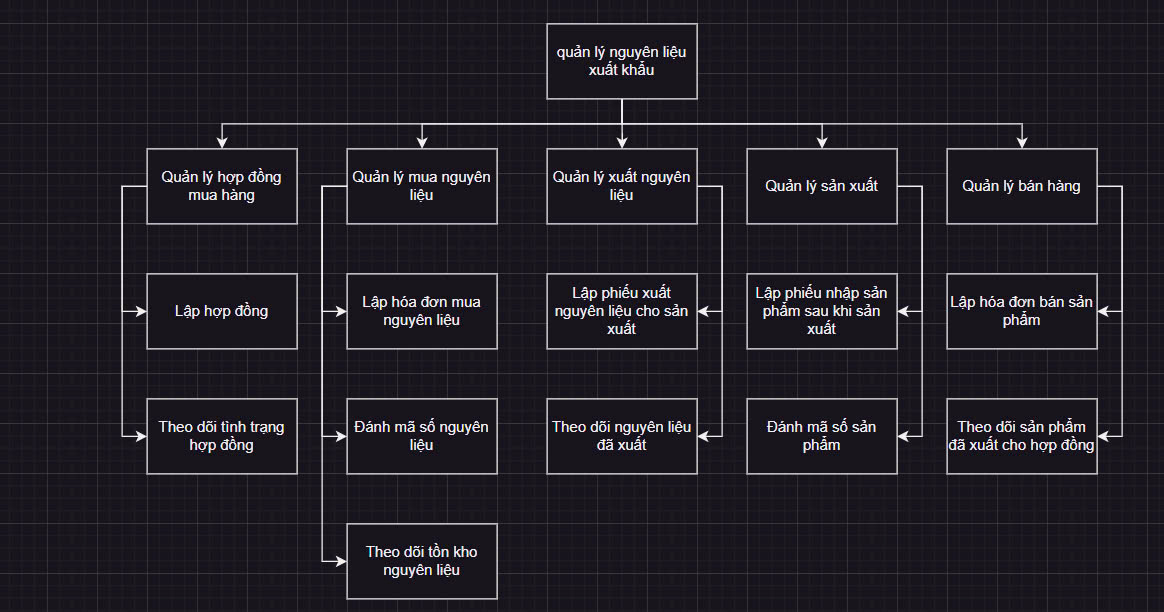 quản lý nguyên liệu
xuất khẩu
Quản lý hợp đồng
mua hàng
Quản lý mua nguyên
liệu
Quản lý xuất nguyên
liệu
Quản lý sản xuất
Quản lý bán hàng
Lập hợp đồng
Lập hóa đơn mua
nguyên liệu
Lập phiếu xuất
nguyên liệu cho sản
xuất
Lập phiếu nhập sản
phẩm sau khi sản
xuất
Lập hóa đơn bán sản
phẩm
Theo dõi tình trạng
hợp đồng
Đánh mã số nguyên
liệu
Theo dõi nguyên liệu
đã xuất
Đánh mã số sản
phẩm
Theo dõi sản phẩm
đã xuất cho hợp đồng
Theo dõi tồn kho
nguyên liệu